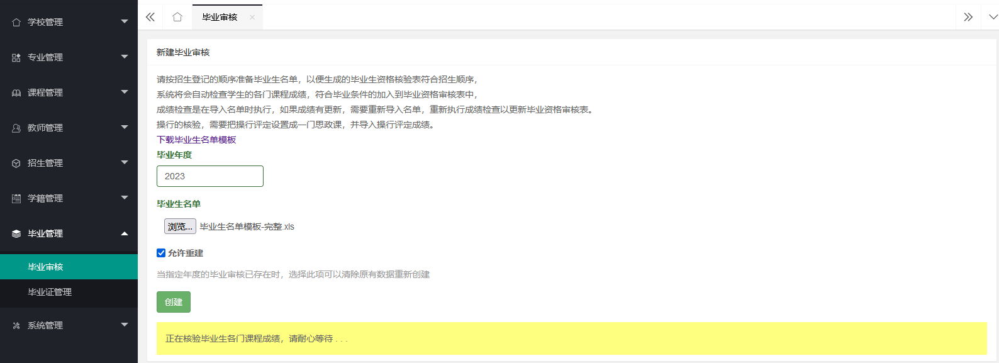 学校管理
专业管理
课程管理
教师管理
招生管理
学籍管理
毕业管理
毕业审核
毕业证管理
系统管理
毕业审核
新建毕业审核
请按招生登记的顺序准备毕业生名单，以便生成的毕业生资格核验表符合招生顺序，
系统将会自动检查学生的各门课程成绩，符合毕业条件的加入到毕业资格审核表中，
成绩检查是在导入名单时执行，如果成绩有更新，需要重新导入名单，重新执行成绩检查以更新毕业资格审核表。
操行的核验，需要把操行评定设置成一门思政课，并导入操行评定成绩。
下载毕业生名单模板
毕业年度
2023
毕业生名单
浏览... 毕业生名单模板-完整.xls
允许重建
当指定年度的毕业审核已存在时，选择此项可以清除原有数据重新创建
创建
正在核验毕业生各门课程成绩，请耐心等待 . . .